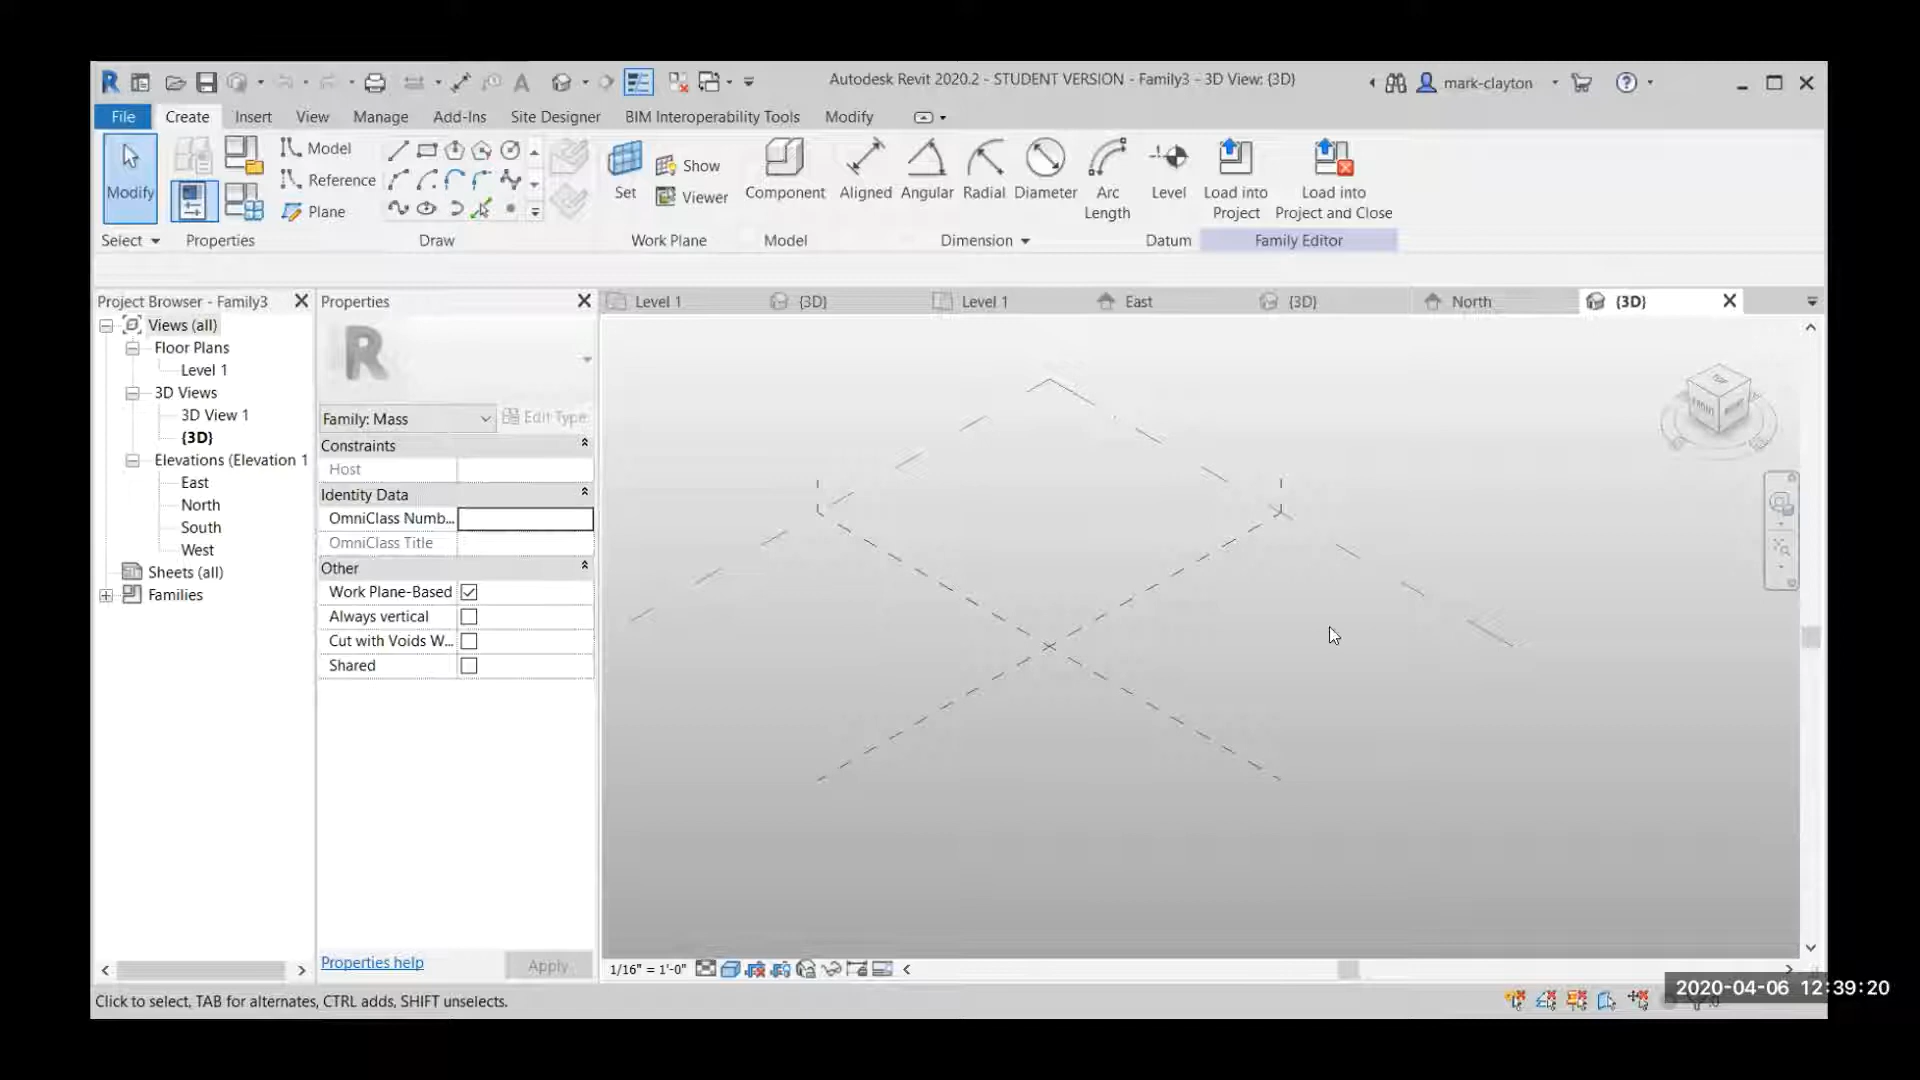 Autodesk Revit 2020.2 - STUDENT VERSION - Family3 - 3D View: {3D}
mark-clayton
File Create Insert View Manage Add-Ins Site Designer BIM Interoperability Tools Modify
Modify
Model
Reference
Plane
Set
Show
Viewer
Component
Aligned
Angular
Radial
Diameter
Arc
Length
Level
Load into
Project
Load into
Project and Close
Select Properties Draw Work Plane Model Dimension Datum Family Editor
Project Browser - Family3
Views (all)
Floor Plans
Level 1
3D Views
3D View 1
{3D}
Elevations (Elevation 1
East
North
South
West
Sheets (all)
Families
Properties
R
Family: Mass
Edit Type
Constraints
Host
Identity Data
OmniClass Numb...
OmniClass Title
Other
Work Plane-Based
Always vertical
Cut with Voids W...
Shared
Properties help
Apply
Level 1 {3D} Level 1 East {3D} North {3D}
TOP
FRONT
RIGHT
1/16" = 1'-0"
Click to select, TAB for alternates, CTRL adds, SHIFT unselects.
2020-04-06 12:39:20